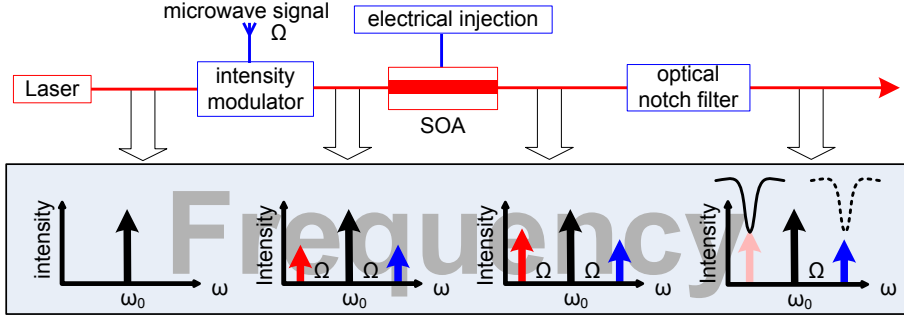 microwave signal
Ω
electrical injection
Laser
intensity
modulator
SOA
optical
notch filter
Frequency
intensity
ω0
ω
Intensity
Ω
Ω
ω0
ω
Intensity
Ω
Ω
ω0
ω
Intensity
Ω
ω0
ω